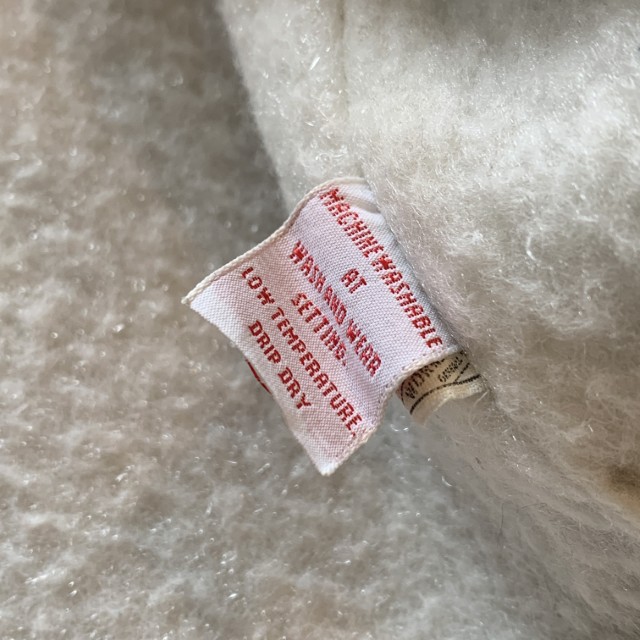 MACHINE WASHABLE
AT
WASH AND WEAR
SETTING.
LOW TEMPERATURE
DRIP DRY